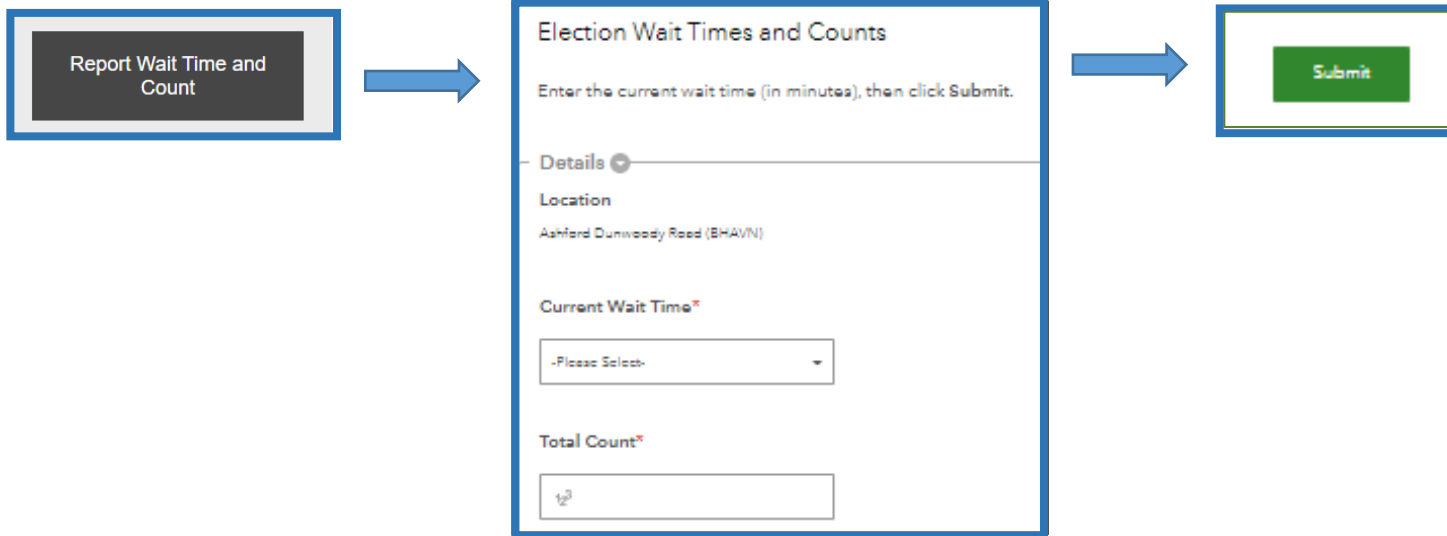 Report Wait Time and
Count
Election Wait Times and Counts
Enter the current wait time (in minutes), then click Submit.
Details
Location
Ashford Dunwoody Road (BHAVN)
Current Wait Time*
-Please Select-
Total Count*
123
Submit